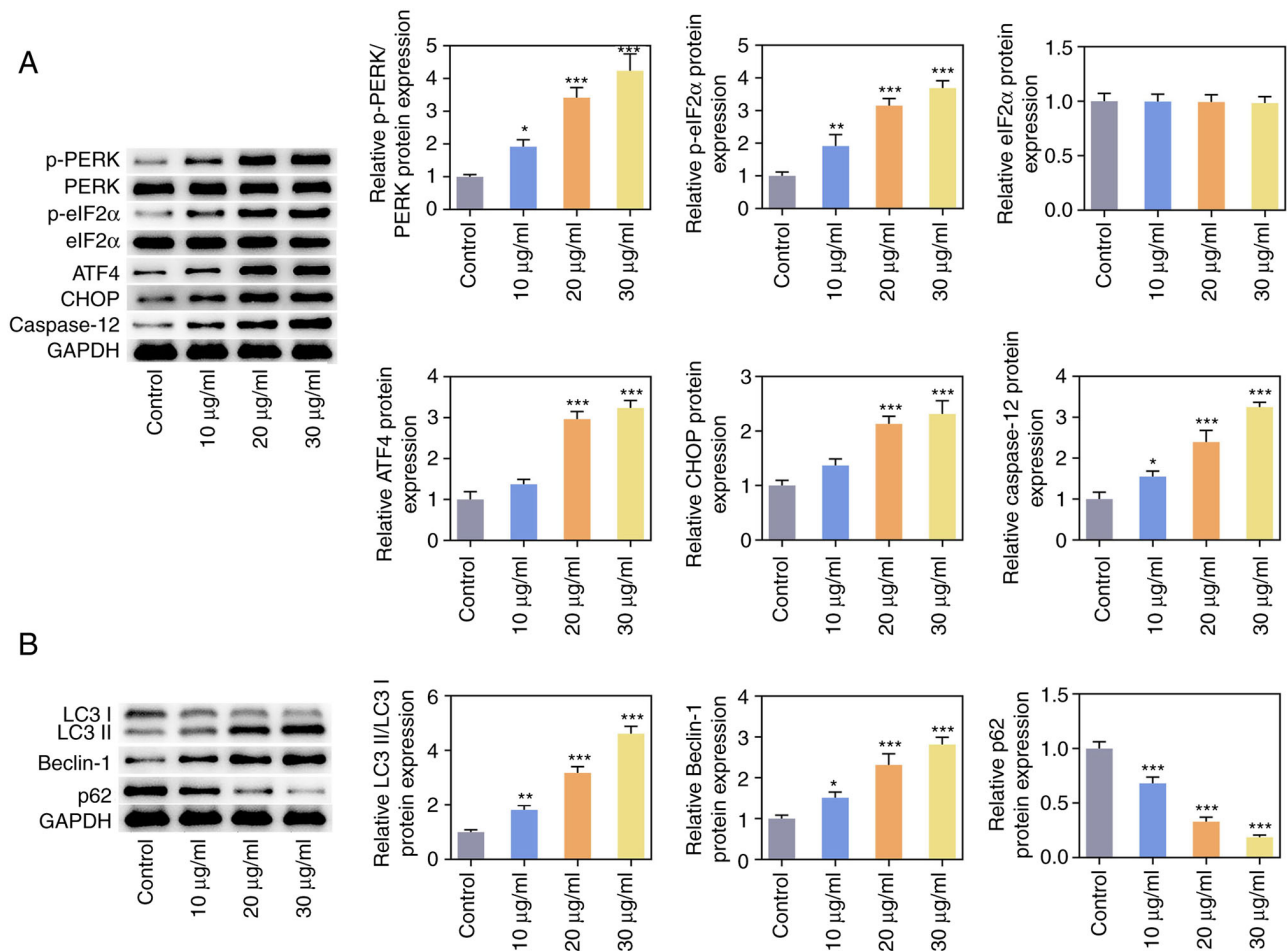 A
p-PERK
PERK
p-eIF2α
eIF2α
ATF4
CHOP
Caspase-12
GAPDH
Control
10 µg/ml
20 µg/ml
30 µg/ml
Relative p-PERK/
PERK protein expression
5
4
3
2
1
0
*
***
***
Control
10 µg/ml
20 µg/ml
30 µg/ml
Relative p-eIF2α protein
expression
5
4
3
2
1
0
**
***
***
Control
10 µg/ml
20 µg/ml
30 µg/ml
Relative eIF2α protein
expression
1.5
1.0
0.5
0.0
Control
10 µg/ml
20 µg/ml
30 µg/ml
Relative ATF4 protein
expression
4
3
2
1
0
***
***
Control
10 µg/ml
20 µg/ml
30 µg/ml
Relative CHOP protein
expression
3
2
1
0
***
***
Control
10 µg/ml
20 µg/ml
30 µg/ml
Relative caspase-12 protein
expression
4
3
2
1
0
*
***
***
Control
10 µg/ml
20 µg/ml
30 µg/ml
B
LC3 I
LC3 II
Beclin-1
p62
GAPDH
Control
10 µg/ml
20 µg/ml
30 µg/ml
Relative LC3 II/LC3 I
protein expression
6
4
2
0
**
***
***
Control
10 µg/ml
20 µg/ml
30 µg/ml
Relative Beclin-1
protein expression
4
3
2
1
0
*
***
***
Control
10 µg/ml
20 µg/ml
30 µg/ml
Relative p62
protein expression
1.5
1.0
0.5
0.0
***
***
***
Control
10 µg/ml
20 µg/ml
30 µg/ml